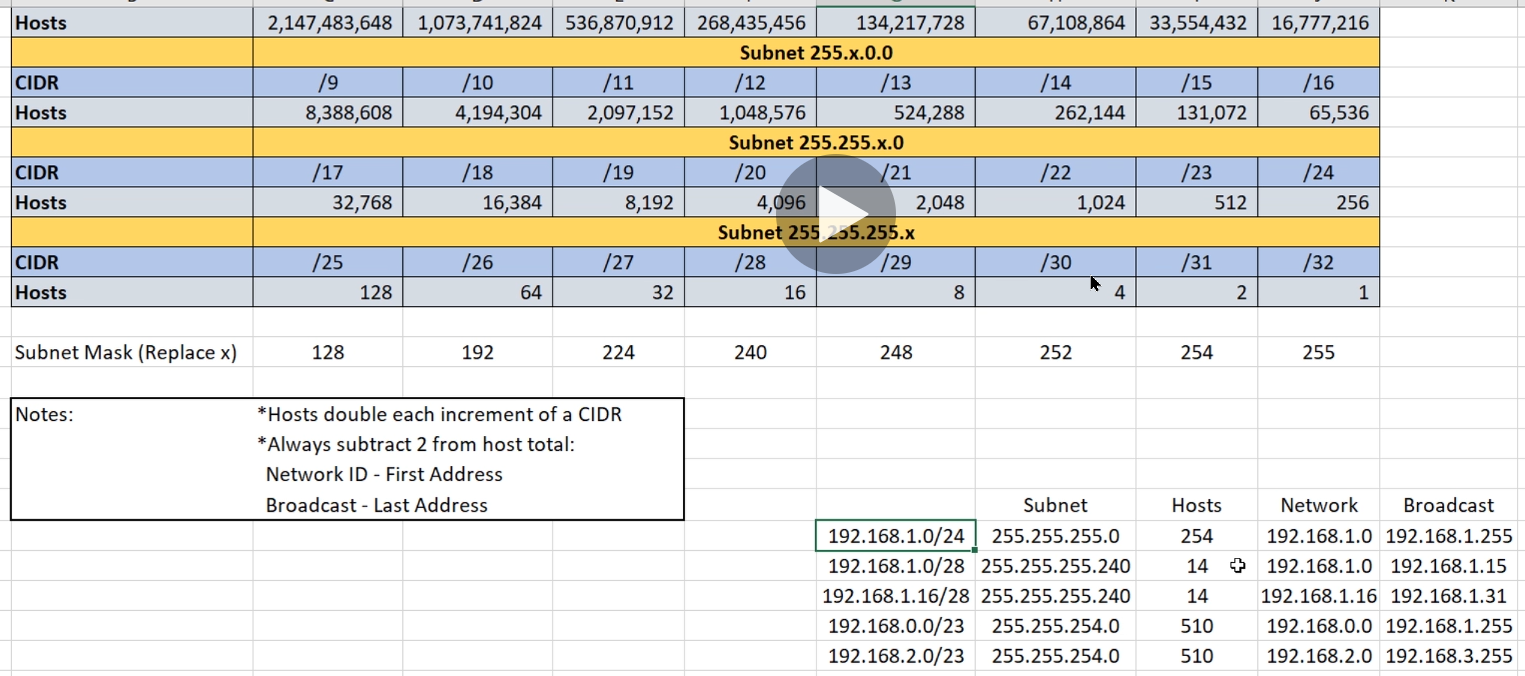 Hosts 2,147,483,648 1,073,741,824 536,870,912 268,435,456 134,217,728 67,108,864 33,554,432 16,777,216
Subnet 255.x.0.0
CIDR /9 /10 /11 /12 /13 /14 /15 /16
Hosts 8,388,608 4,194,304 2,097,152 1,048,576 524,288 262,144 131,072 65,536
Subnet 255.255.x.0
CIDR /17 /18 /19 /20 /21 /22 /23 /24
Hosts 32,768 16,384 8,192 4,096 2,048 1,024 512 256
Subnet 255.255.255.x
CIDR /25 /26 /27 /28 /29 /30 /31 /32
Hosts 128 64 32 16 8 4 2 1
Subnet Mask (Replace x) 128 192 224 240 248 252 254 255
Notes: *Hosts double each increment of a CIDR
*Always subtract 2 from host total:
Network ID - First Address
Broadcast - Last Address
Subnet Hosts Network Broadcast
192.168.1.0/24 255.255.255.0 254 192.168.1.0 192.168.1.255
192.168.1.0/28 255.255.255.240 14 192.168.1.0 192.168.1.15
192.168.1.16/28 255.255.255.240 14 192.168.1.16 192.168.1.31
192.168.0.0/23 255.255.254.0 510 192.168.0.0 192.168.1.255
192.168.2.0/23 255.255.254.0 510 192.168.2.0 192.168.3.255